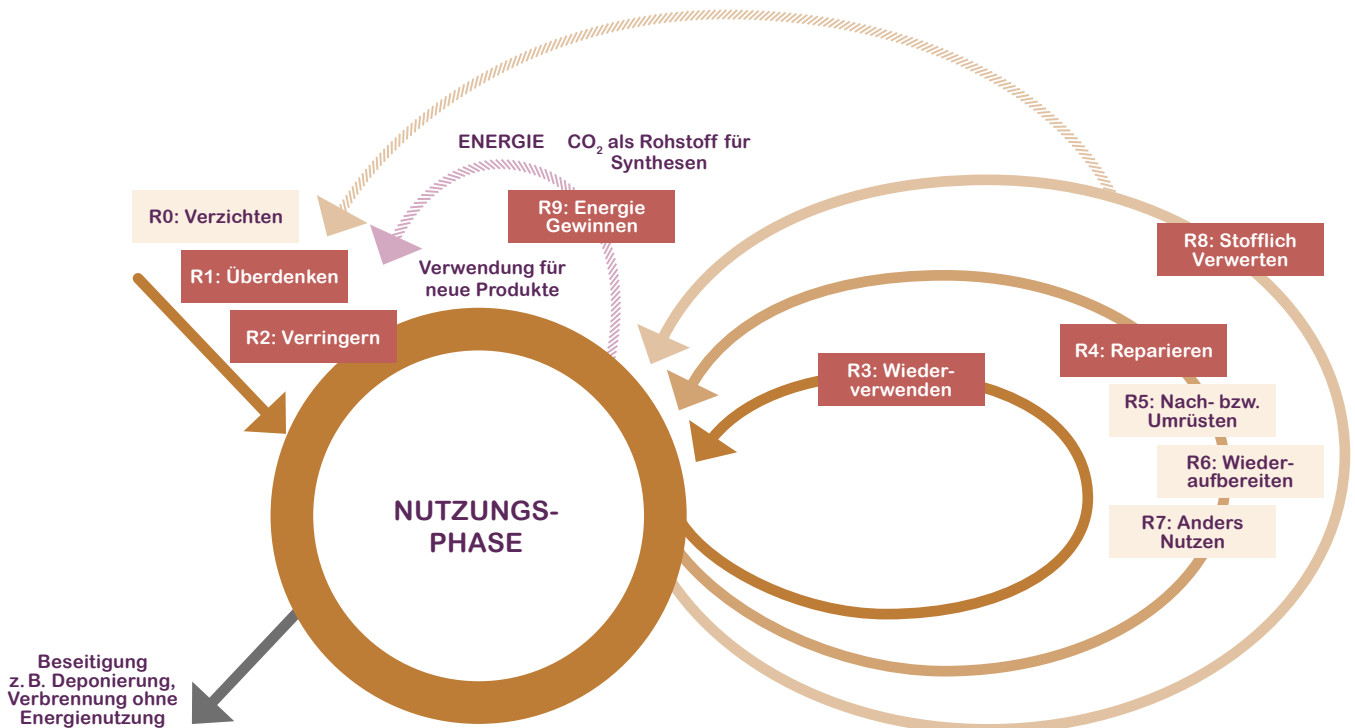 ENERGIE
CO₂ als Rohstoff für
Synthesen
R0: Verzichten
R9: Energie
Gewinnen
R1: Überdenken
Verwendung für
neue Produkte
R2: Verringern
R8: Stofflich
Verwerten
R4: Reparieren
R3: Wieder-
verwenden
R5: Nach- bzw.
Umrüsten
R6: Wieder-
aufbereiten
R7: Anders
Nutzen
NUTZUNGS-
PHASE
Beseitigung
z. B. Deponierung,
Verbrennung ohne
Energienutzung